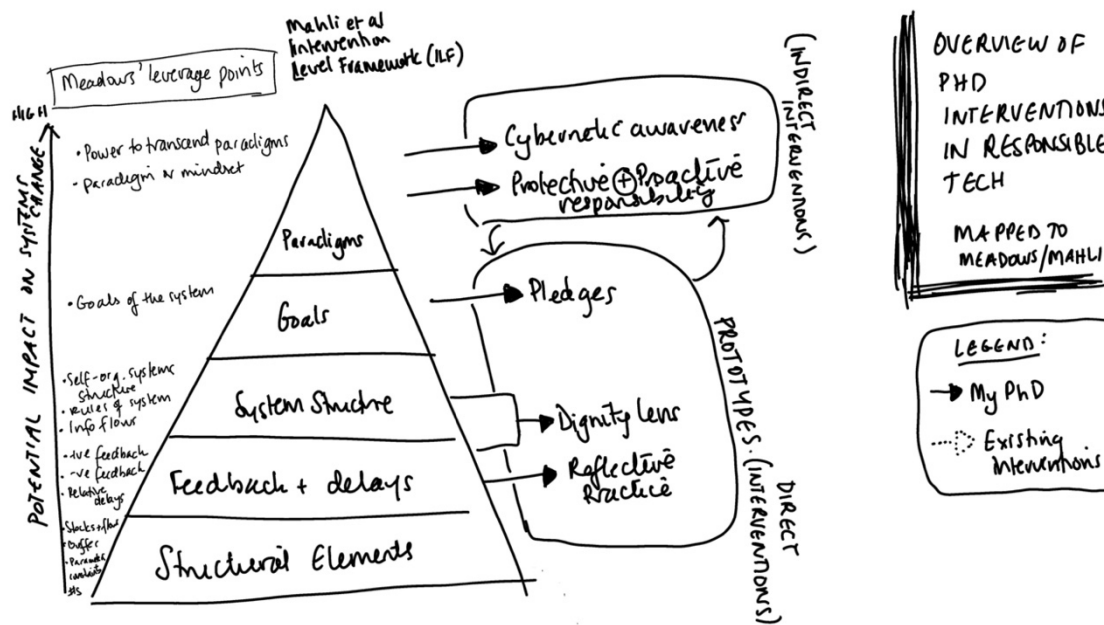 Mahli et al
Intervention
Level Framework (ILF)
Meadows' leverage points
HIGH
POTENTIAL IMPACT ON SYSTEMS
CHANGE
• Power to transcend paradigms
• Paradigm or mindset
• Goals of the system
• Self-org. systems
structure
• rules of system
• Info flows
• +ve feedback
• -ve feedback
• Relative
delays
• Stocks + flows
• Buffer
•
constraints
#s
Paradigms
Goals
System Structure
Feedback + delays
Structural Elements
Cybernetic awareness
Protective + Proactive
responsibility
(INDIRECT
INTERVENTIONS)
Pledges
Dignity lens
Reflective
Practice
PROTOTYPES.
DIRECT
(INTERVENTIONS)
OVERVIEW OF
PHD
INTERVENTIONS
IN RESPONSIBLE
TECH
MAPPED TO
MEADOWS/MAHLI
LEGEND:
My PhD
Existing
interventions